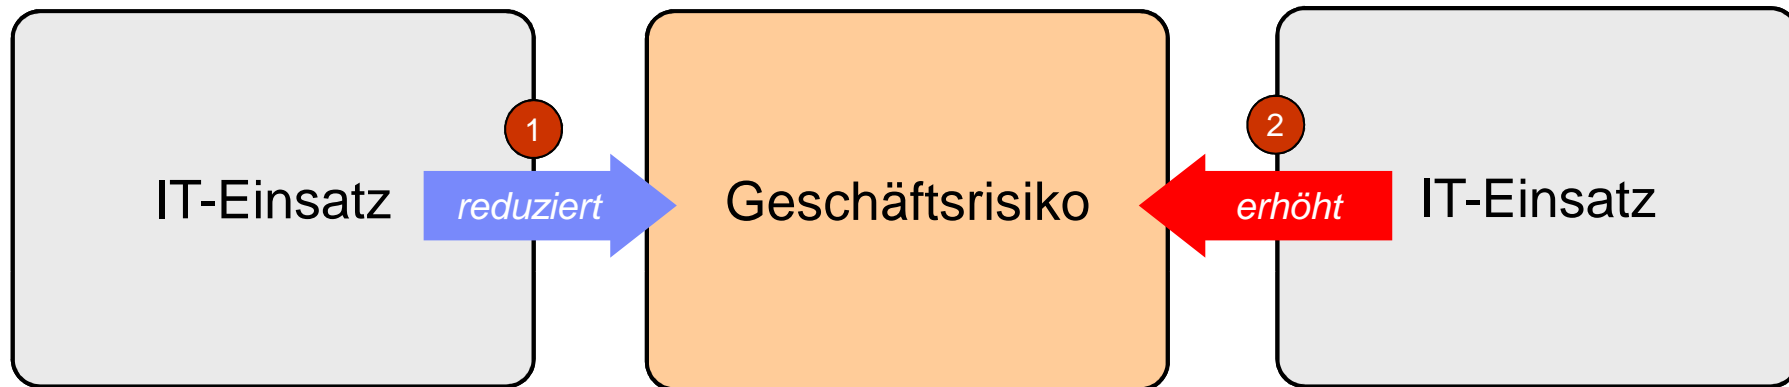 1
2
IT-Einsatz
reduziert
Geschäftsrisiko
erhöht
IT-Einsatz